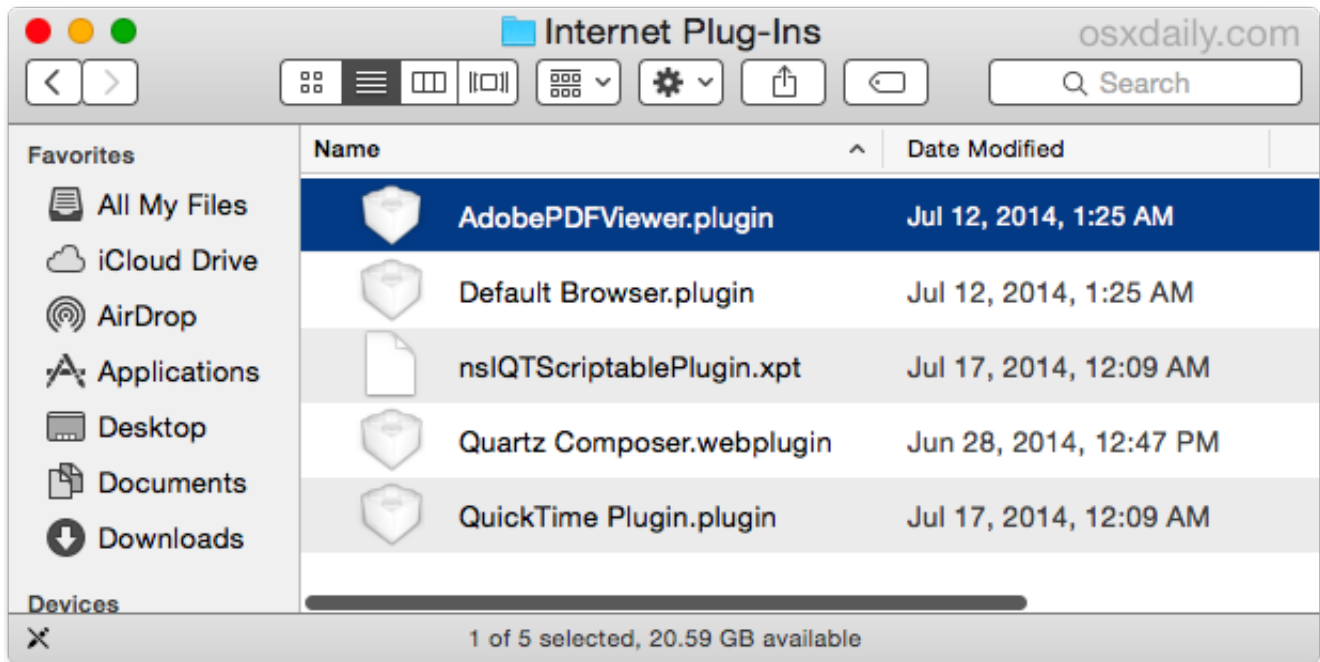 Internet Plug-Ins
osxdaily.com
Search
Favorites
All My Files
iCloud Drive
AirDrop
Applications
Desktop
Documents
Downloads
Devices
Name Date Modified
AdobePDFViewer.plugin Jul 12, 2014, 1:25 AM
Default Browser.plugin Jul 12, 2014, 1:25 AM
nsIQTScriptablePlugin.xpt Jul 17, 2014, 12:09 AM
Quartz Composer.webplugin Jun 28, 2014, 12:47 PM
QuickTime Plugin.plugin Jul 17, 2014, 12:09 AM
1 of 5 selected, 20.59 GB available